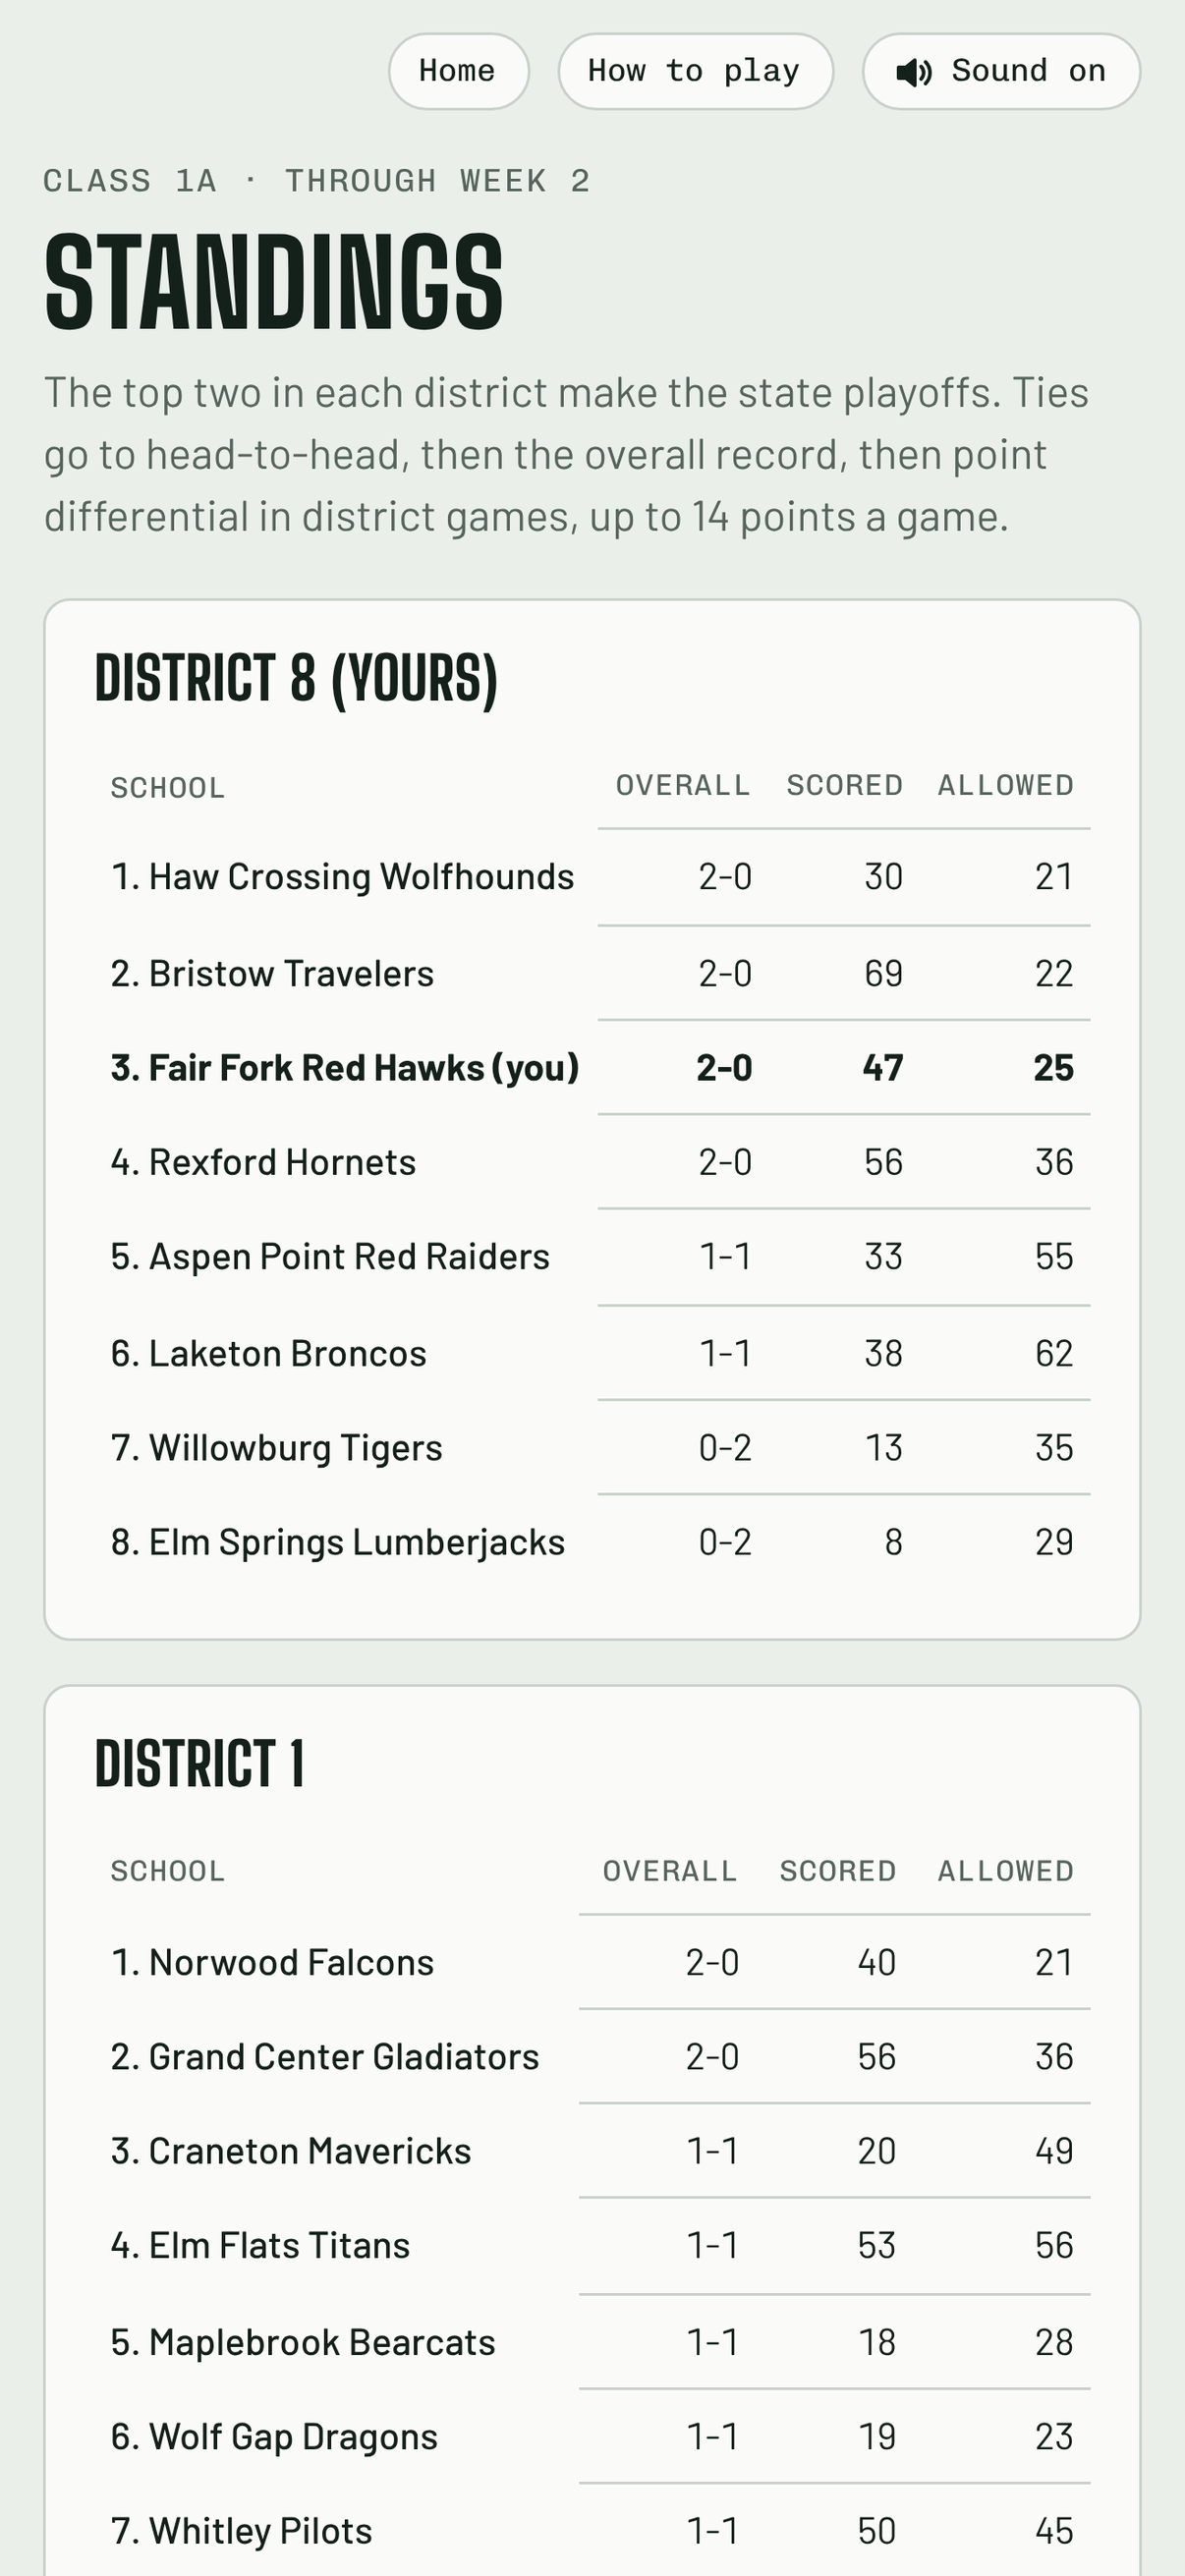 Home How to play Sound on
CLASS 1A · THROUGH WEEK 2
STANDINGS
The top two in each district make the state playoffs. Ties
go to head-to-head, then the overall record, then point
differential in district games, up to 14 points a game.
DISTRICT 8 (YOURS)
SCHOOL OVERALL SCORED ALLOWED
1. Haw Crossing Wolfhounds 2-0 30 21
2. Bristow Travelers 2-0 69 22
3. Fair Fork Red Hawks (you) 2-0 47 25
4. Rexford Hornets 2-0 56 36
5. Aspen Point Red Raiders 1-1 33 55
6. Laketon Broncos 1-1 38 62
7. Willowburg Tigers 0-2 13 35
8. Elm Springs Lumberjacks 0-2 8 29
DISTRICT 1
SCHOOL OVERALL SCORED ALLOWED
1. Norwood Falcons 2-0 40 21
2. Grand Center Gladiators 2-0 56 36
3. Craneton Mavericks 1-1 20 49
4. Elm Flats Titans 1-1 53 56
5. Maplebrook Bearcats 1-1 18 28
6. Wolf Gap Dragons 1-1 19 23
7. Whitley Pilots 1-1 50 45